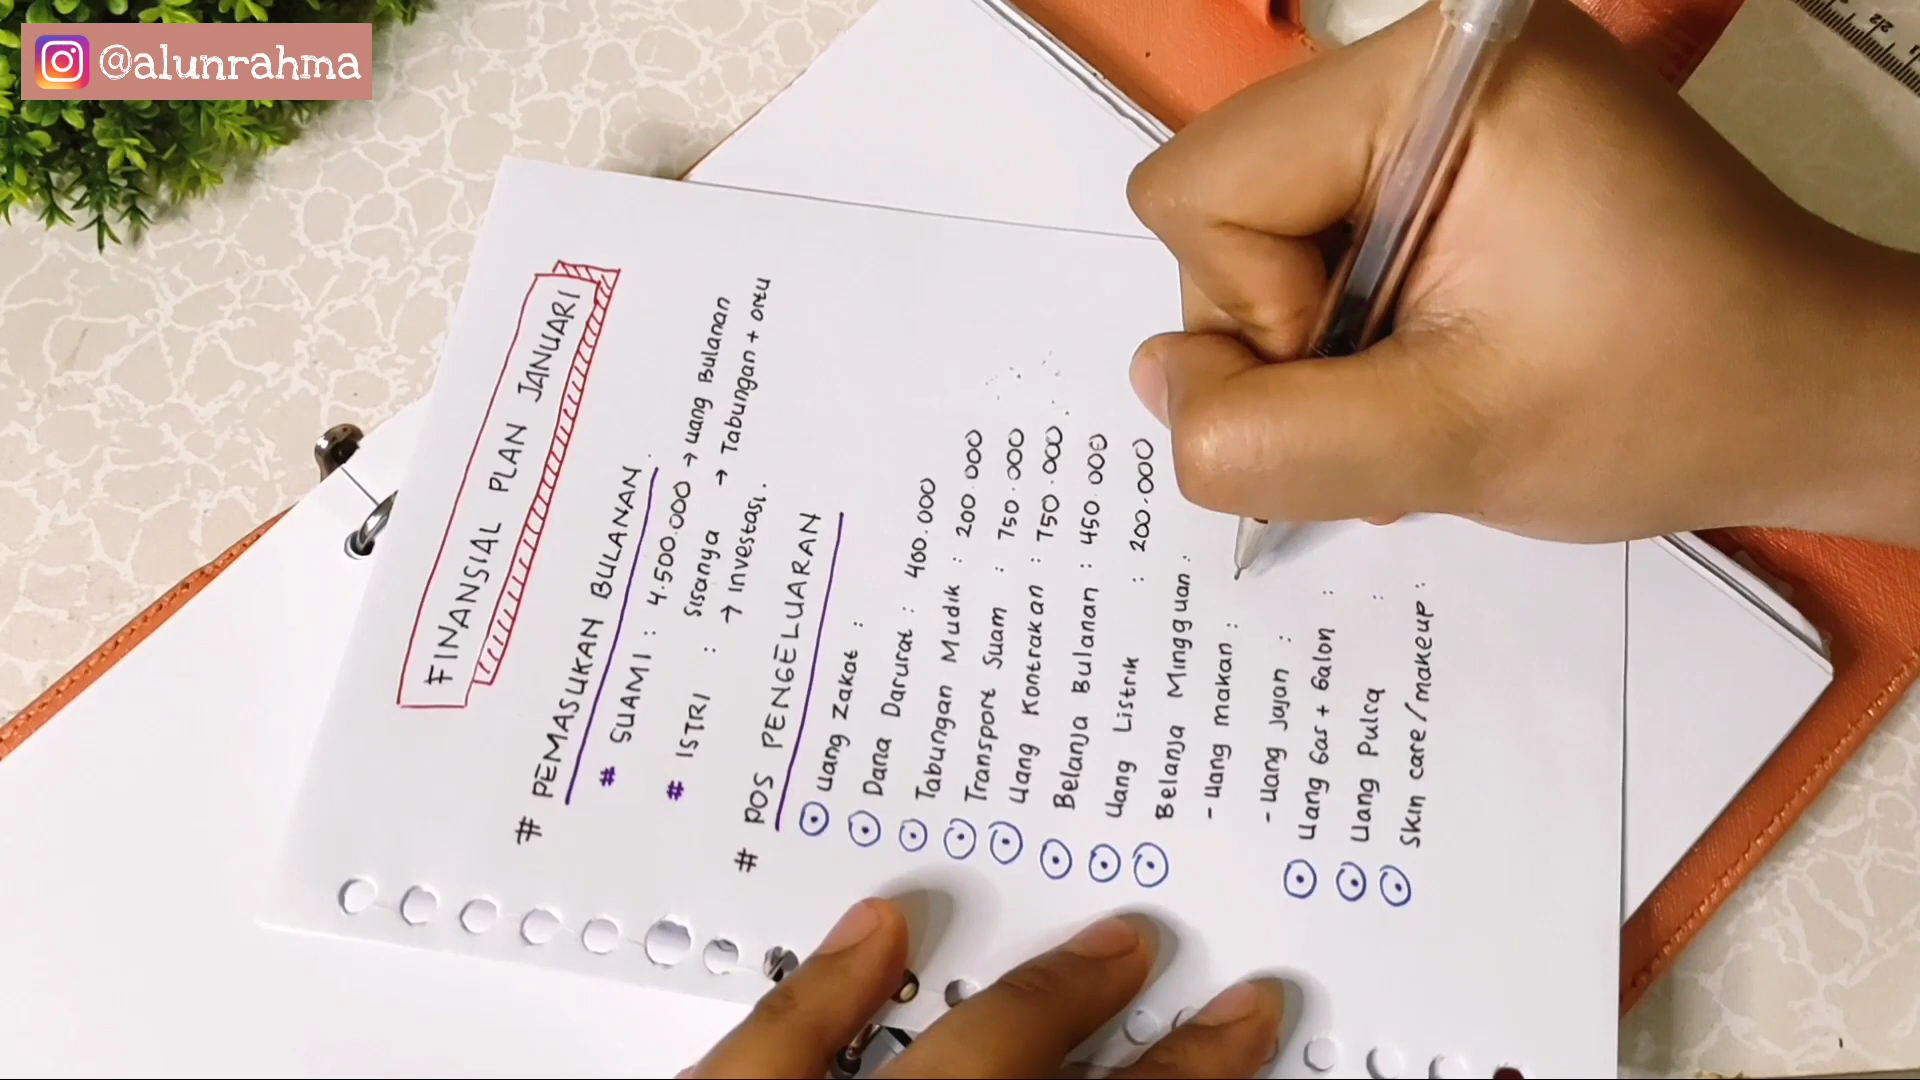 @alunrahma
FINANSIAL PLAN JANUARI
# PEMASUKAN BULANAN.
# SUAMI : 4.500.000 → uang Bulanan
# ISTRI : Sisanya → Tabungan + ortu
→ Investasi.
# POS PENGELUARAN
uang zakat :
Dana Darurat : 400.000
Tabungan Mudik : 200.000
Transport Suam : 750.000
uang Kontrakan : 750.000
Belanja Bulanan : 450.000
uang Listrik : 200.000
Belanja Mingguan :
- uang makan :
- uang jajan :
uang Gas + Galon :
uang Pulsa :
Skin care/makeup :
22